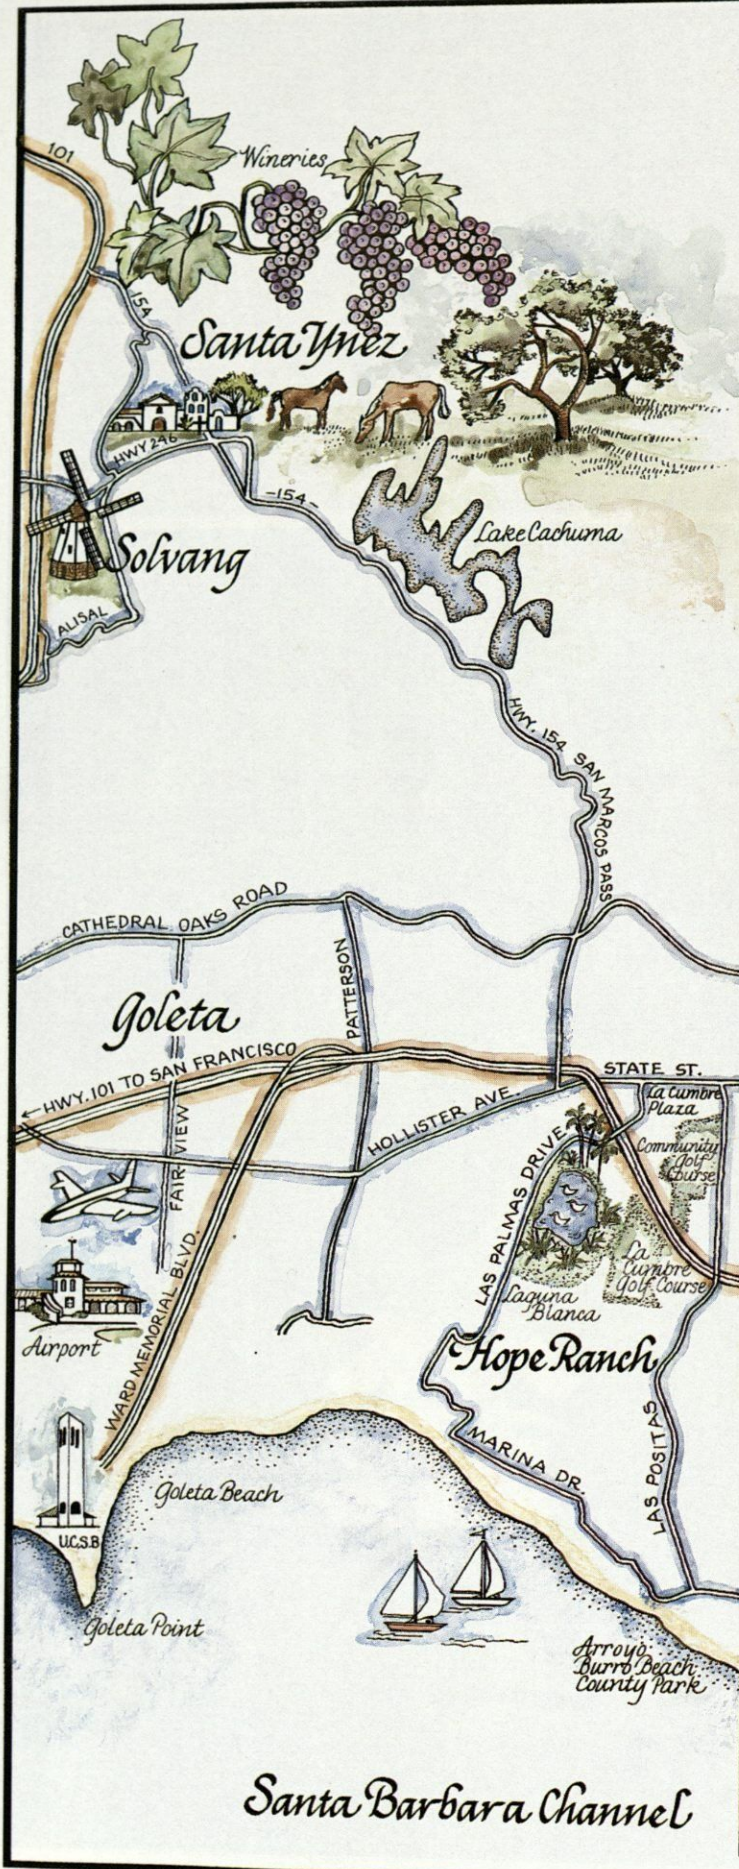 101
Wineries
154
Santa Ynez
HWY 246
-154-
Lake Cachuma
Solvang
ALISAL
HWY. 154 SAN MARCOS PASS
CATHEDRAL OAKS ROAD
PATTERSON
Goleta
←HWY. 101 TO SAN FRANCISCO
STATE ST.
La Cumbre
Plaza
HOLLISTER AVE.
FAIRVIEW
Community
Golf
Course
LAS PALMAS DRIVE
WARD MEMORIAL BLVD.
La
Cumbre
Golf Course
Laguna
Blanca
Airport
Hope Ranch
LAS POSITAS
MARINA DR.
Goleta Beach
U.C.S.B
Goleta Point
Arroyo
Burro Beach
County Park
Santa Barbara Channel